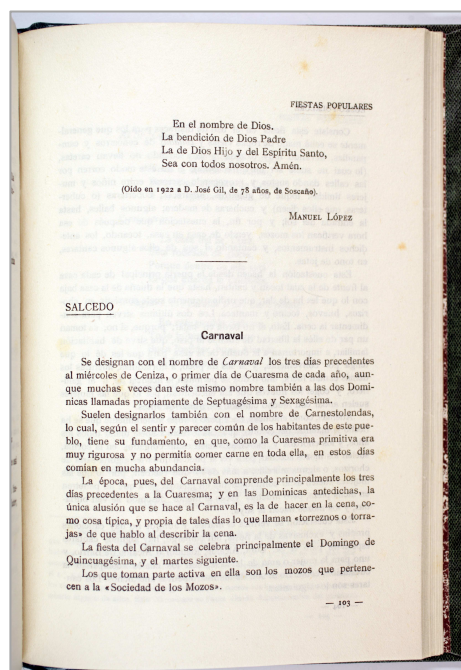 FIESTAS POPULARES
En el nombre de Dios.
La bendición de Dios Padre
La de Dios Hijo y del Espíritu Santo,
Sea con todos nosotros. Amén.
(Oído en 1922 a D. José Gil, de 78 años, de Soscaño).
MANUEL LÓPEZ
SALCEDO
Carnaval
Se designan con el nombre de Carnaval los tres días precedentes
al miércoles de Ceniza, o primer día de Cuaresma de cada año, aun-
que muchas veces dan este mismo nombre también a las dos Domi-
nicas llamadas propiamente de Septuagésima y Sexagésima.
Suelen designarlos también con el nombre de Carnestolendas,
lo cual, según el sentir y parecer común de los habitantes de este pue-
blo, tiene su fundamento, en que, como la Cuaresma primitiva era
muy rigurosa y no permitía comer carne en toda ella, en estos días
comían en mucha abundancia.
La época, pues, del Carnaval comprende principalmente los tres
días precedentes a la Cuaresma; y en las Dominicas antedichas, la
única alusión que se hace al Carnaval, es la de hacer en la cena, co-
mo cosa típica, y propia de tales días lo que llaman «torreznos o torra-
jas» de que hablo al describir la cena.
La fiesta del Carnaval se celebra principalmente el Domingo de
Quincuagésima, y el martes siguiente.
Los que toman parte activa en ella son los mozos que pertene-
cen a la «Sociedad de los Mozos».
— 103 —